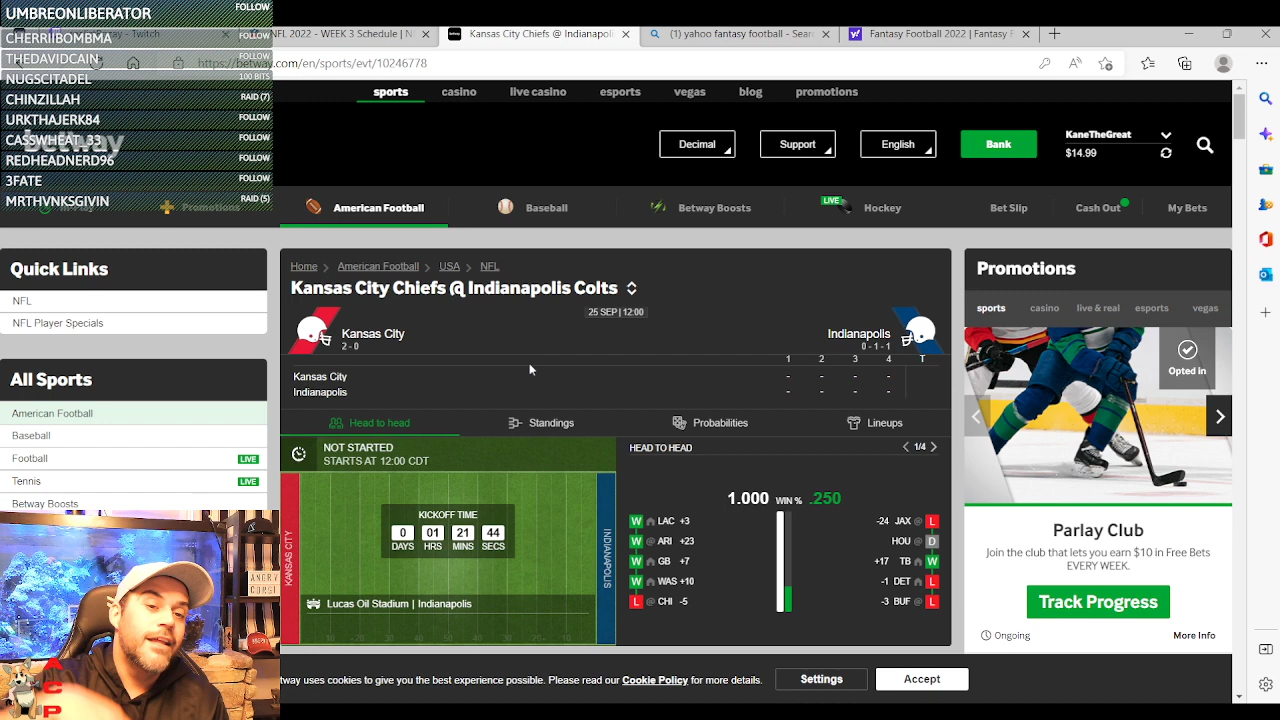 UMBREONLIBERATOR FOLLOW
CHERRIIBOMBMA FOLLOW
THEDAVIDCAIN FOLLOW
NUGSCITADEL 100 BITS
CHINZILLAH RAID (7)
URKTHAJERK84 FOLLOW
CASSWHEAT_33 FOLLOW
REDHEADNERD96 FOLLOW
3FATE FOLLOW
MRTHVNKSGIVIN RAID (5)
betway
Promotions
- Twitch
NFL 2022 - WEEK 3 Schedule | N
Kansas City Chiefs @ Indianapolis
(1) yahoo fantasy football - Sear
Fantasy Football 2022 | Fantasy F
https://betway.com/en/sports/evt/10246778
sports casino live casino esports vegas blog promotions
Decimal Support English Bank
KaneTheGreat
$14.99
American Football Baseball Betway Boosts LIVE Hockey Bet Slip Cash Out My Bets
Quick Links
NFL
NFL Player Specials
All Sports
American Football
Baseball
Football LIVE
Tennis LIVE
Betway Boosts
Home American Football USA NFL
Kansas City Chiefs @ Indianapolis Colts
25 SEP | 12:00
Kansas City
2 - 0
Indianapolis
0 - 1 - 1
1 2 3 4 T
Kansas City - - - -
Indianapolis - - - -
Head to head Standings Probabilities Lineups
NOT STARTED
STARTS AT 12:00 CDT
KANSAS CITY
KICKOFF TIME
0 01 21 44
DAYS HRS MINS SECS
INDIANAPOLIS
Lucas Oil Stadium | Indianapolis
HEAD TO HEAD 1/4
1.000 WIN % .250
W LAC +3 -24 JAX @ L
W @ ARI +23 HOU @ D
W GB +7 +17 TB W
W WAS +10 -1 DET L
L @ CHI -5 -3 BUF @ L
Promotions
sports casino live & real esports vegas
Opted in
Parlay Club
Join the club that lets you earn $10 in Free Bets
EVERY WEEK.
Track Progress
Ongoing More Info
tway uses cookies to give you the best experience possible. Please read our Cookie Policy for more details.
Settings Accept
ANGRY